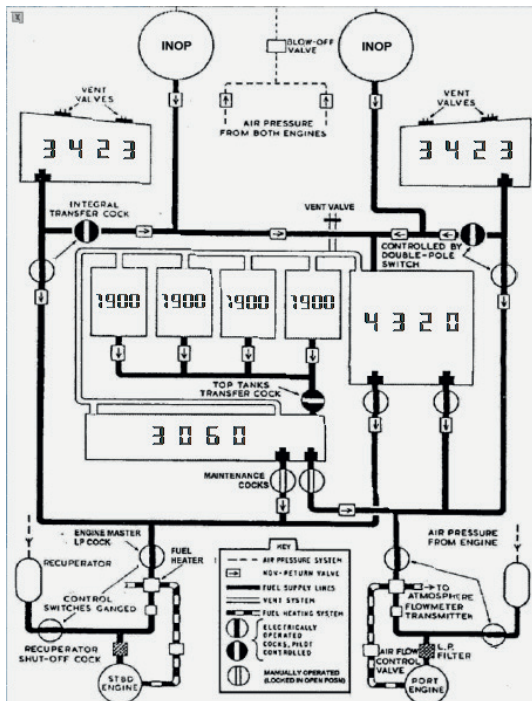 INOP
BLOW-OFF
VALVE
INOP
VENT
VALVES
AIR PRESSURE
FROM BOTH ENGINES
VENT
VALVES
3423
3423
INTEGRAL
TRANSFER COCK
VENT VALVE
CONTROLLED BY
DOUBLE-POLE
SWITCH
1900
1900
1900
1900
4320
TOP TANKS
TRANSFER COCK
3060
MAINTENANCE
COCKS
ENGINE MASTER
LP COCK
RECUPERATOR
FUEL
HEATER
CONTROL
SWITCHES GANGED
RECUPERATOR
SHUT-OFF COCK
STBD
ENGINE
KEY
AIR PRESSURE SYSTEM
NON-RETURN VALVE
FUEL SUPPLY LINES
VENT SYSTEM
FUEL HEATING SYSTEM
ELECTRICALLY
OPERATED
COCKS, PILOT
CONTROLLED
MANUALLY OPERATED
(LOCKED IN OPEN POSN)
AIR PRESSURE
FROM ENGINE
TO
ATMOSPHERE
FLOWMETER
TRANSMITTER
AIR FLOW
CONTROL
VALVE
L.P.
FILTER
PORT
ENGINE